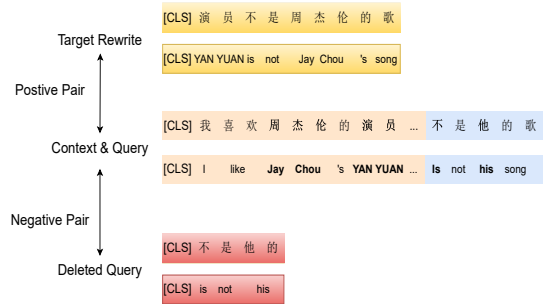 [CLS] 演 员 不 是 周 杰 伦 的 歌
Target Rewrite
[CLS] YAN YUAN is not Jay Chou 's song
Postive Pair
[CLS] 我 喜 欢 周 杰 伦 的 演 员 ... 不 是 他 的 歌
Context & Query
[CLS] I like Jay Chou 's YAN YUAN ... Is not his song
Negative Pair
[CLS] 不 是 他 的
Deleted Query
[CLS] is not his